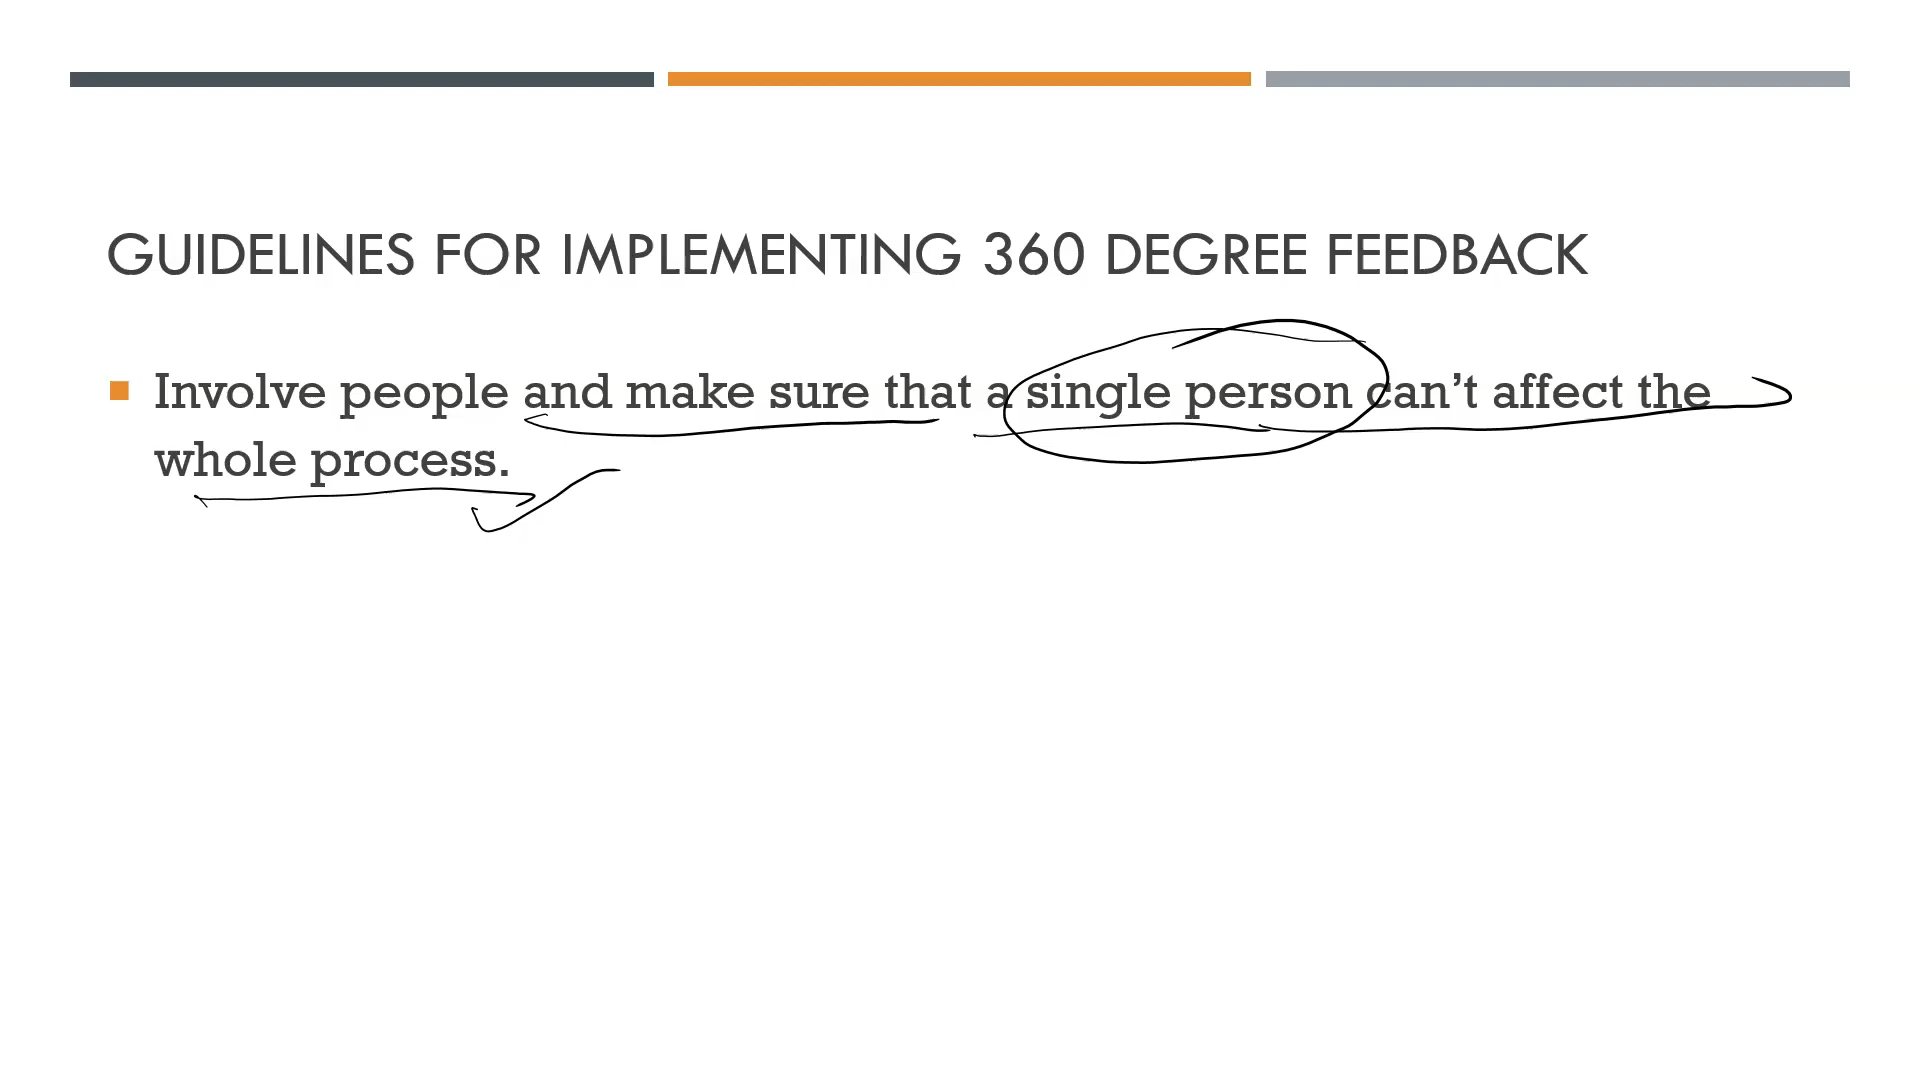 GUIDELINES FOR IMPLEMENTING 360 DEGREE FEEDBACK
Involve people and make sure that a single person can’t affect the
whole process.